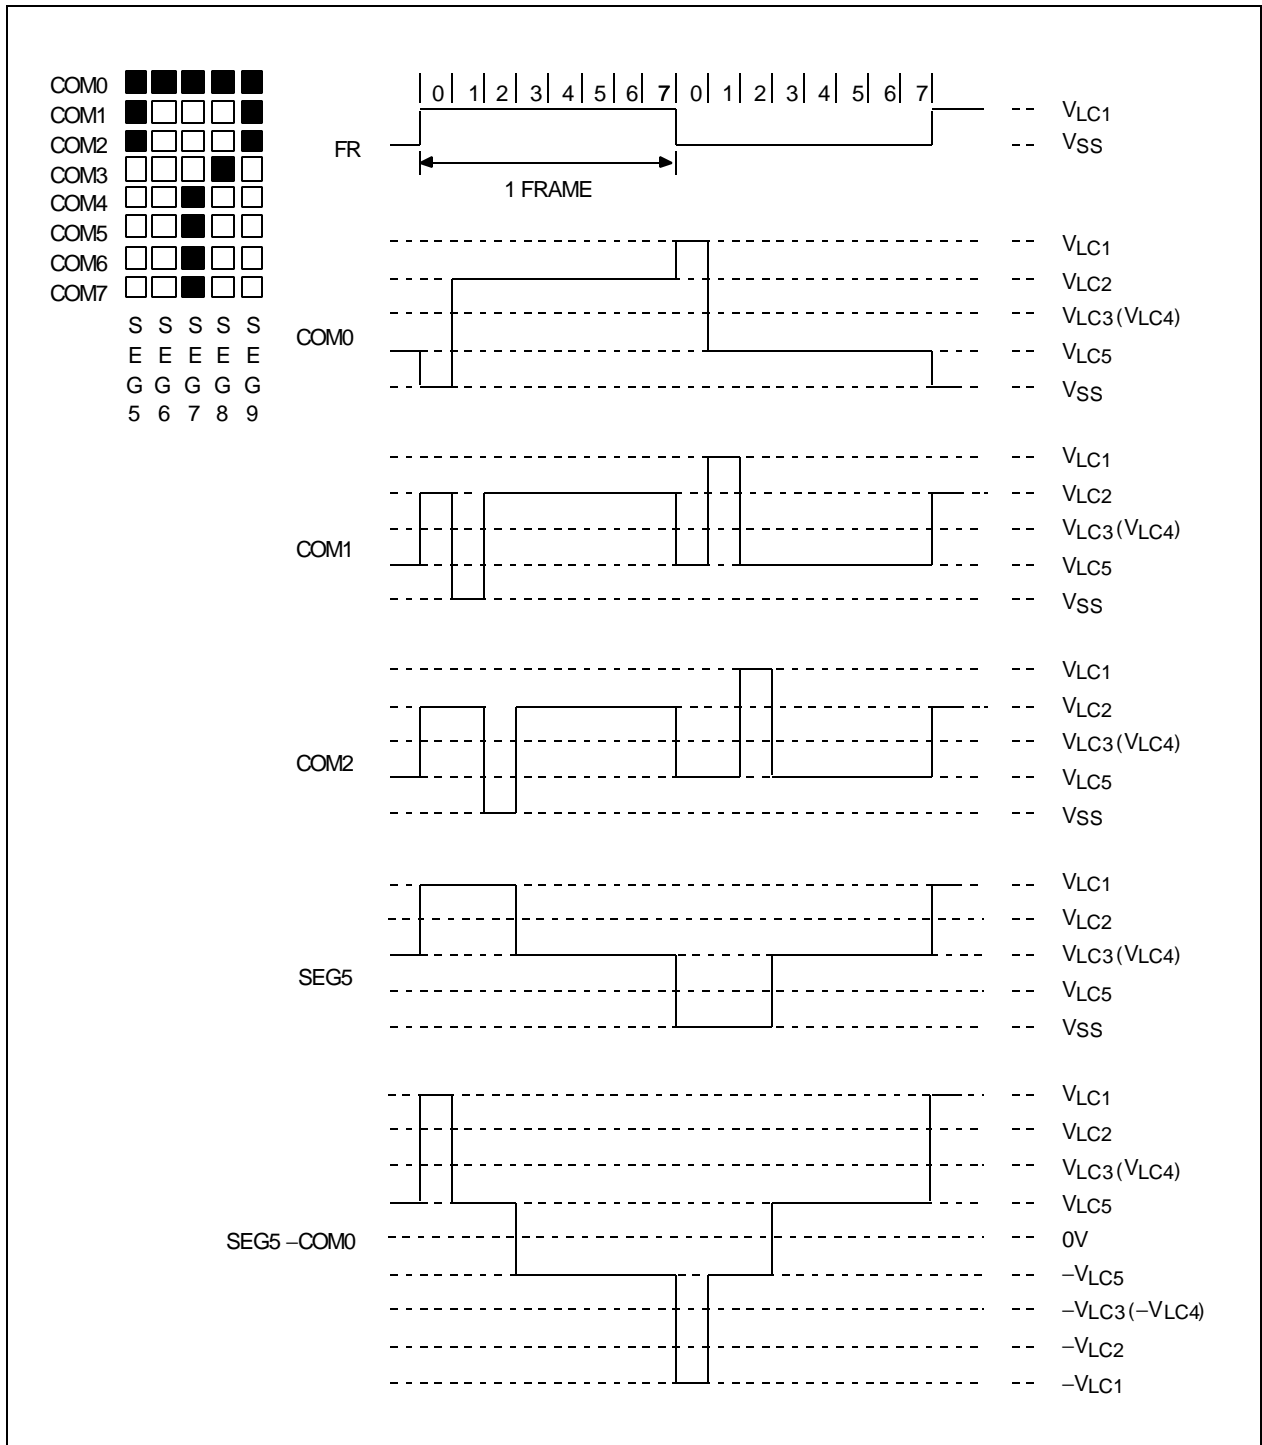 COM0
COM1
COM2
COM3
COM4
COM5
COM6
COM7
S S S S S
E E E E E
G G G G G
5 6 7 8 9
0 1 2 3 4 5 6 7 0 1 2 3 4 5 6 7
FR
VLC1
VSS
1 FRAME
COM0
VLC1
VLC2
VLC3 (VLC4)
VLC5
VSS
COM1
VLC1
VLC2
VLC3 (VLC4)
VLC5
VSS
COM2
VLC1
VLC2
VLC3 (VLC4)
VLC5
VSS
SEG5
VLC1
VLC2
VLC3 (VLC4)
VLC5
VSS
SEG5 –COM0
VLC1
VLC2
VLC3 (VLC4)
VLC5
0V
–VLC5
–VLC3 (–VLC4)
–VLC2
–VLC1